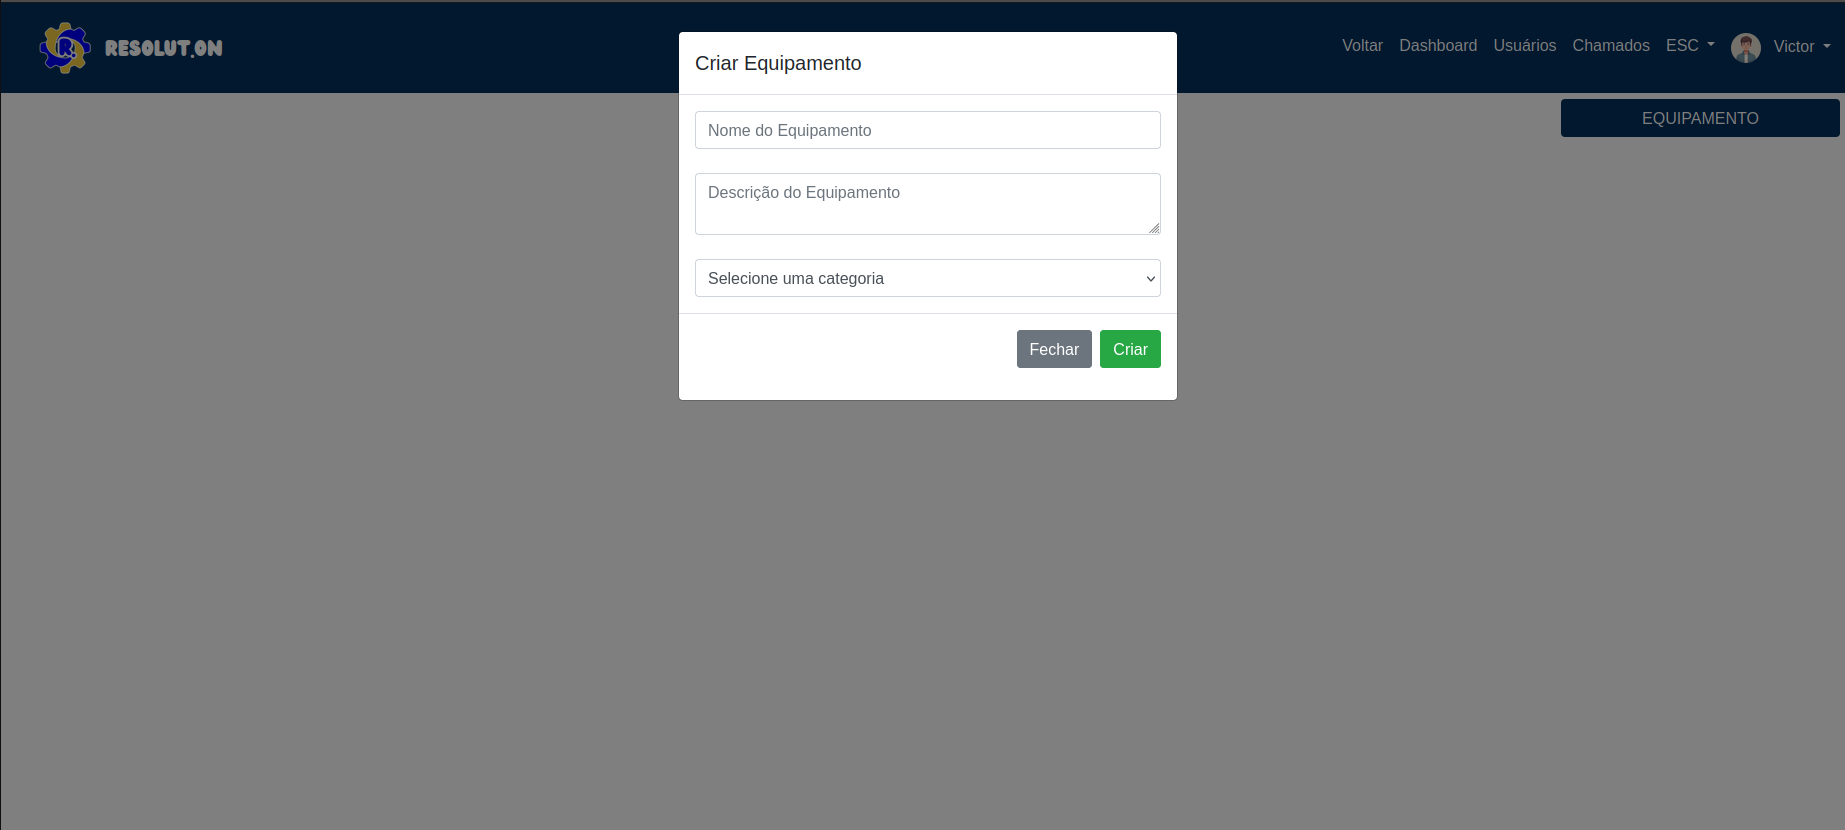 R.
RESOLUT.ON
Voltar Dashboard Usuários Chamados ESC Victor
EQUIPAMENTO
Criar Equipamento
Nome do Equipamento
Descrição do Equipamento
Selecione uma categoria
Fechar Criar